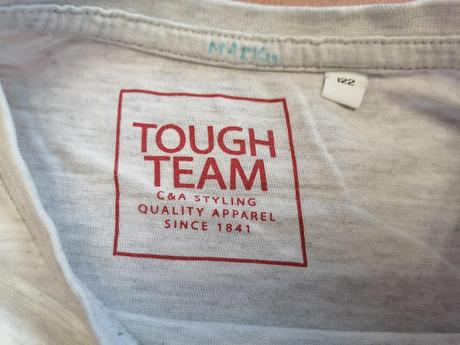 122
TOUGH
TEAM
C&A STYLING
QUALITY APPAREL
SINCE 1841